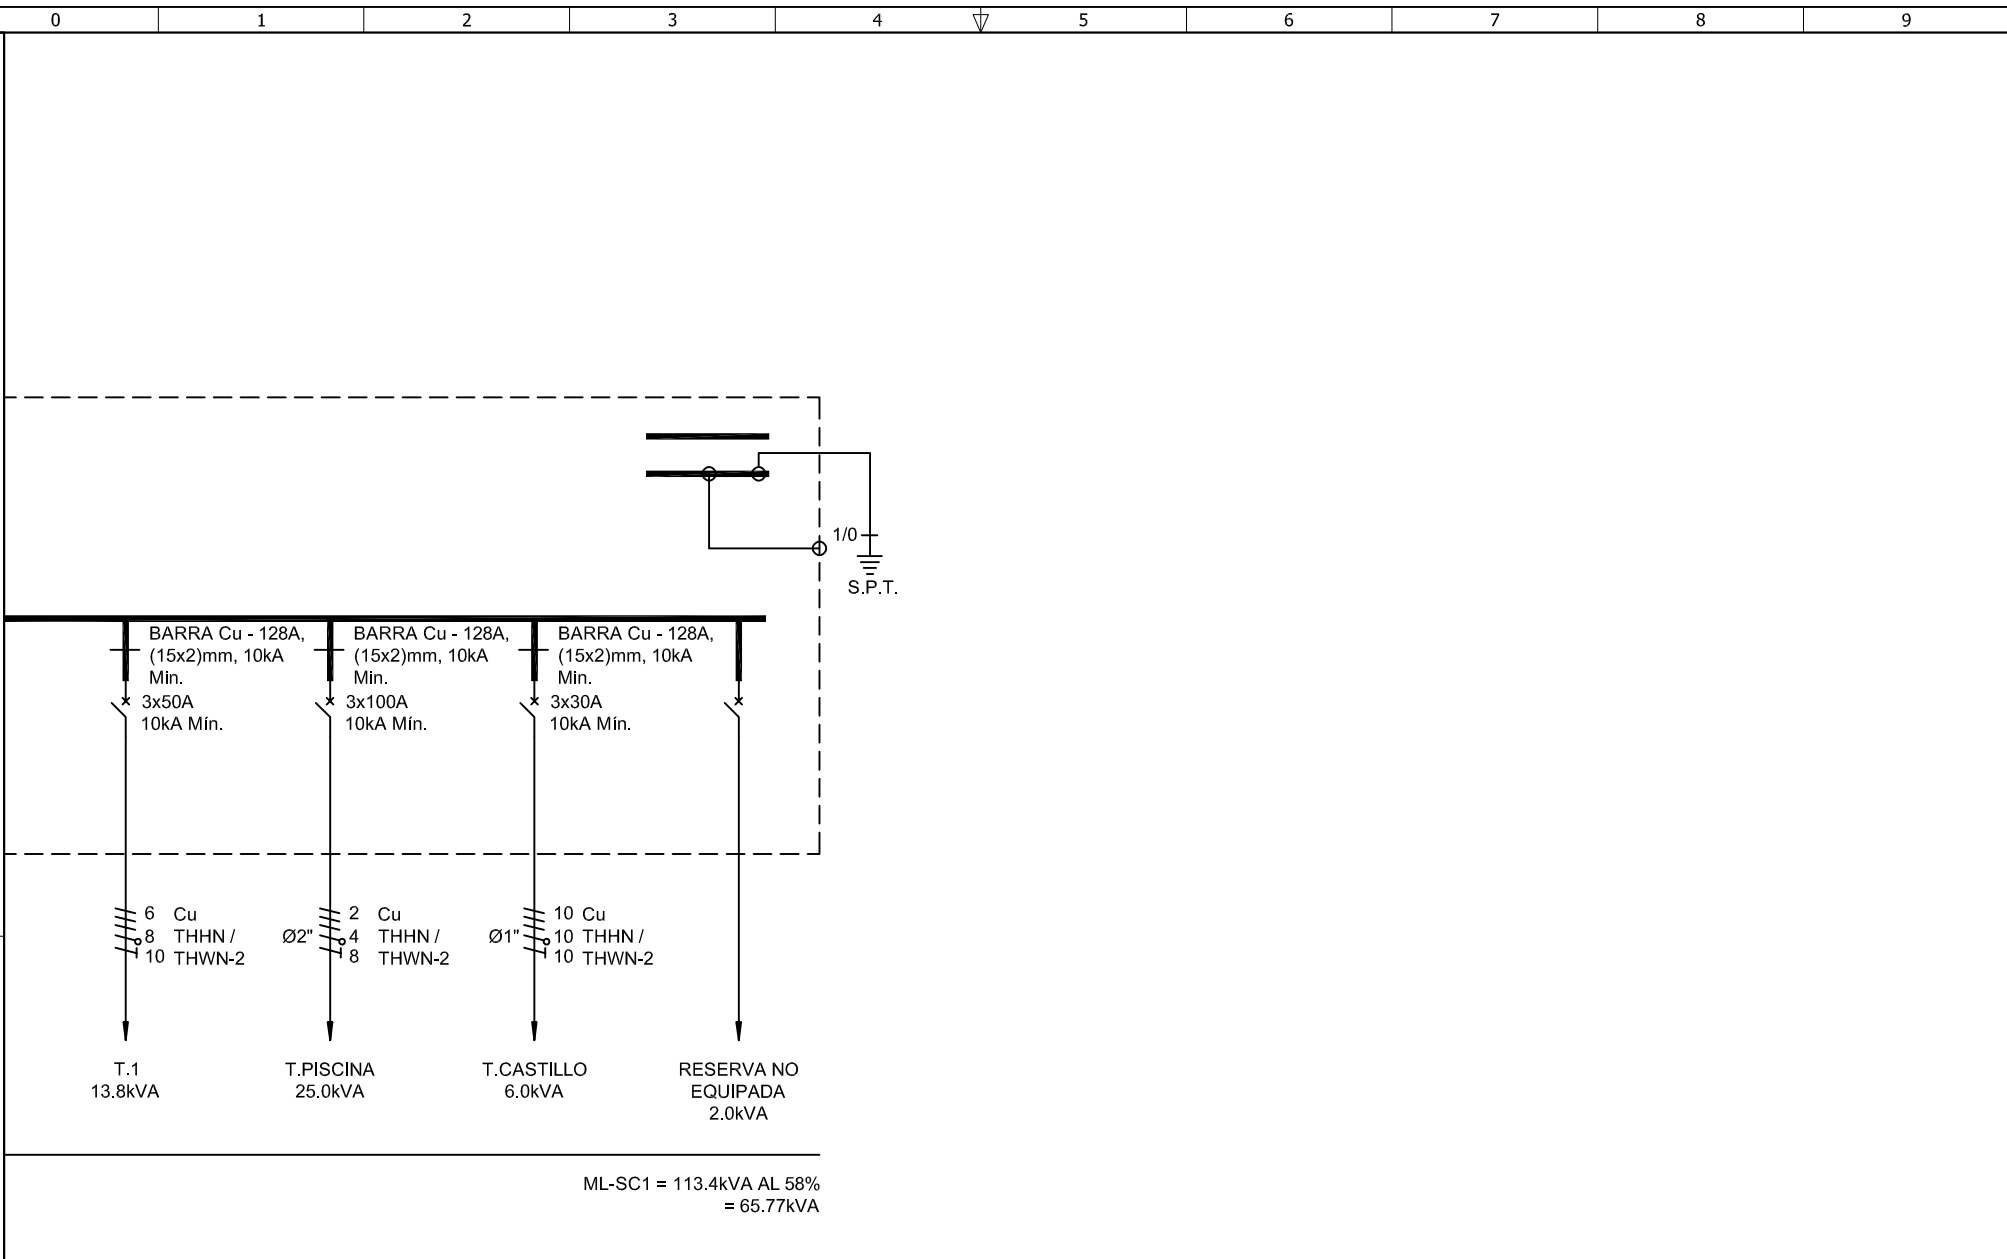 0 1 2 3 4 5 6 7 8 9
1/0
S.P.T.
BARRA Cu - 128A,
(15x2)mm, 10kA
Min.
3x50A
10kA Mín.
BARRA Cu - 128A,
(15x2)mm, 10kA
Min.
3x100A
10kA Mín.
BARRA Cu - 128A,
(15x2)mm, 10kA
Min.
3x30A
10kA Mín.
6 Cu
8 THHN /
10 THWN-2
2 Cu
Ø2" 4 THHN /
8 THWN-2
10 Cu
Ø1" 10 THHN /
10 THWN-2
T.1
13.8kVA
T.PISCINA
25.0kVA
T.CASTILLO
6.0kVA
RESERVA NO
EQUIPADA
2.0kVA
ML-SC1 = 113.4kVA AL 58%
= 65.77kVA